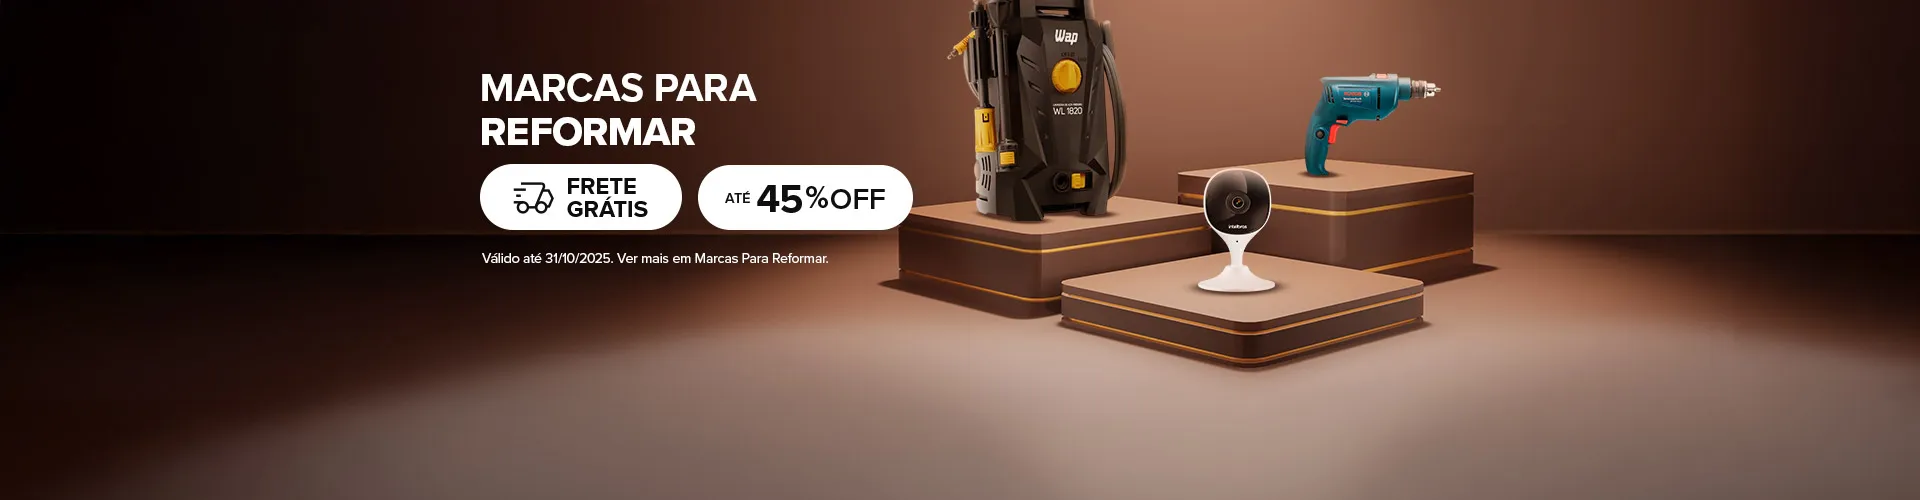 MARCAS PARA
REFORMAR
FRETE
GRÁTIS
ATÉ 45%OFF
Válido até 31/10/2025. Ver mais em Marcas Para Reformar.
Wap
WL 1820
BOSCH
intelbras